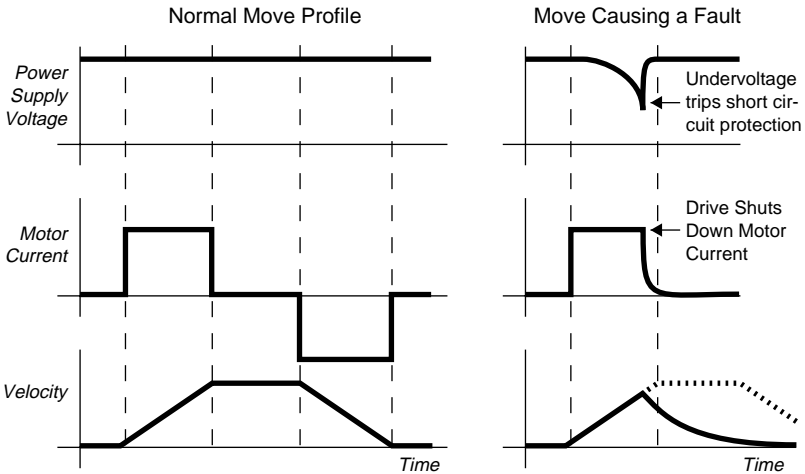 Normal Move Profile
Move Causing a Fault
Power
Supply
Voltage
Undervoltage
trips short cir-
cuit protection
Motor
Current
Drive Shuts
Down Motor
Current
Velocity
Time
Time